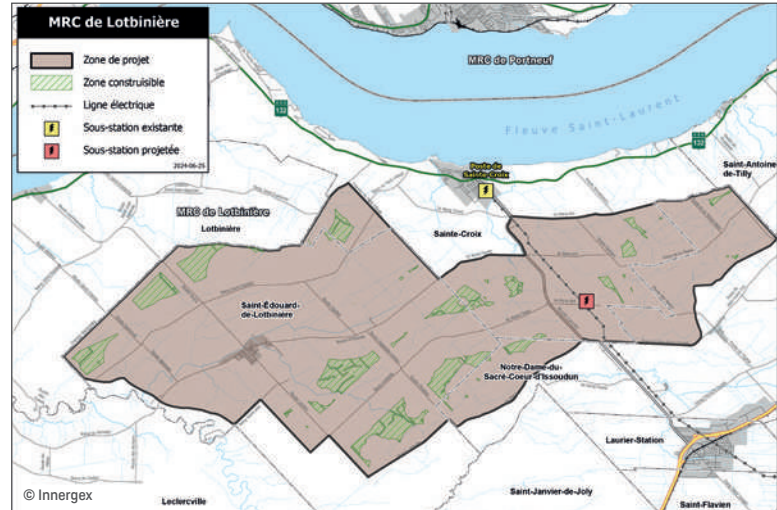 MRC de Lotbinière
Zone de projet
Zone construisible
Ligne électrique
Sous-station existante
Sous-station projetée
2024-06-25
MRC de Portneuf
132
Fleuve Saint-Laurent
132
Poste de
Sainte-Croix
Saint-Antoine
de-Tilly
MRC de Lotbinière
Lotbinière
Sainte-Croix
Saint-Édouard-
de-Lotbinière
Notre-Dame-du-
Sacré-Coeur-d'Issoudun
Laurier-Station
Saint-Janvier-de-Joly
Leclercville
Saint-Flavien
© Innergex